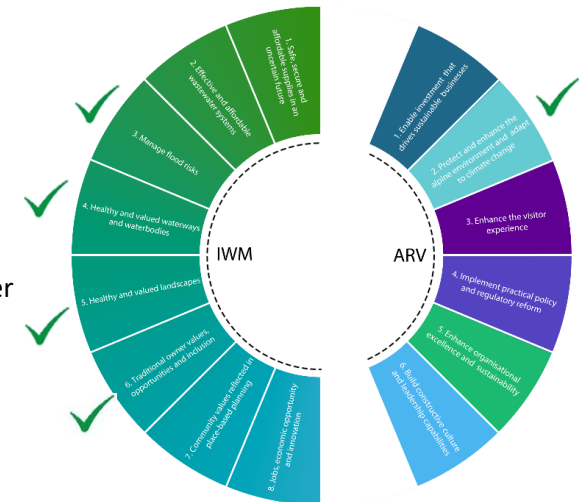 1. Safe, secure and
affordable supplies in an
uncertain future
2. Effective and affordable
wastewater systems
3. Manage flood risks
4. Healthy and valued waterways
and waterbodies
5. Healthy and valued landscapes
6. Traditional owner values,
opportunities and inclusion
7. Community values reflected in
place-based planning
8. Jobs, economic opportunity
and innovation
er
IWM
ARV
1. Enable investment that
drives sustainable businesses
2. Protect and enhance the
alpine environment and adapt
to climate change
3. Enhance the visitor
experience
4. Implement practical policy
and regulatory reform
5. Enhance organisational
excellence and sustainability
6. Build constructive culture
and leadership capabilities